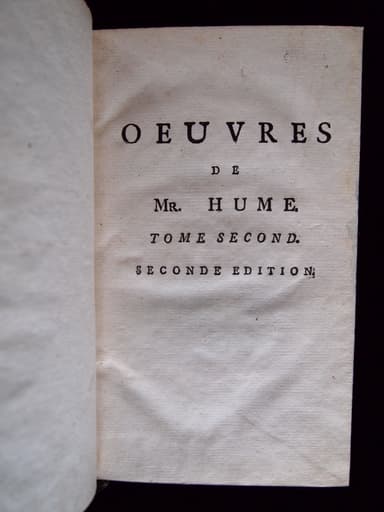 OEUVRES
DE
MR. HUME.
TOME SECOND.
SECONDE EDITION.